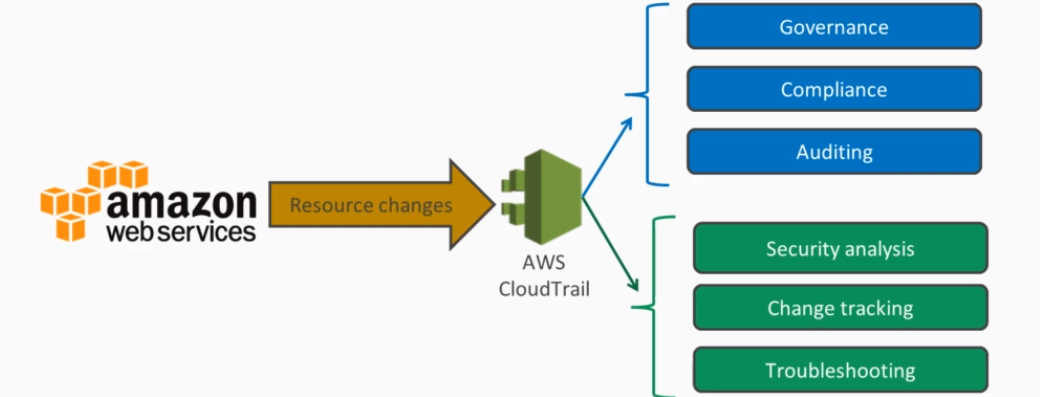 amazon
web services
Resource changes
AWS
CloudTrail
Governance
Compliance
Auditing
Security analysis
Change tracking
Troubleshooting